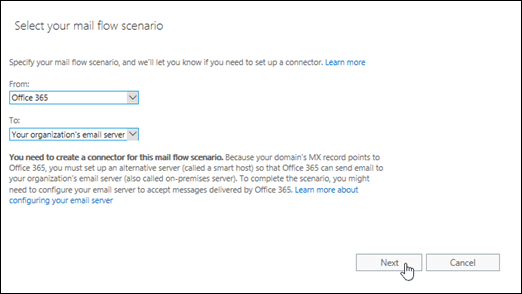 Select your mail flow scenario
Specify your mail flow scenario, and we'll let you know if you need to set up a connector. Learn more
From:
Office 365
To:
Your organization's email server
You need to create a connector for this mail flow scenario. Because your domain's MX record points to
Office 365, you must set up an alternative server (called a smart host) so that Office 365 can send email to
your organization's email server (also called on-premises server). To complete the scenario, you might
need to configure your email server to accept messages delivered by Office 365. Learn more about
configuring your email server
Next
Cancel